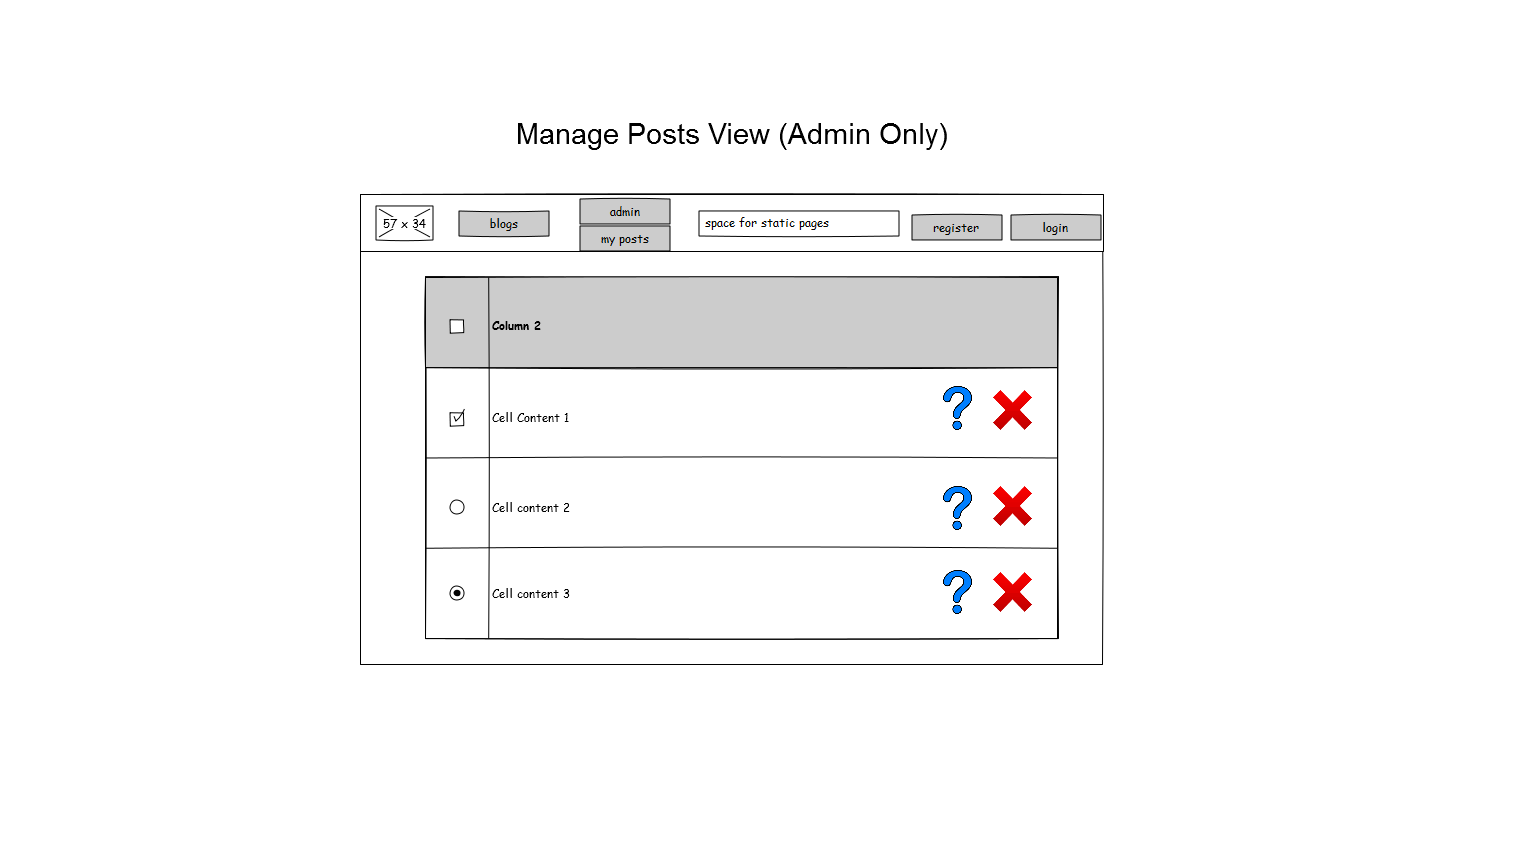 Manage Posts View (Admin Only)
57 x 34
blogs
admin
my posts
space for static pages
register
login
Column 2
Cell Content 1
Cell content 2
Cell content 3